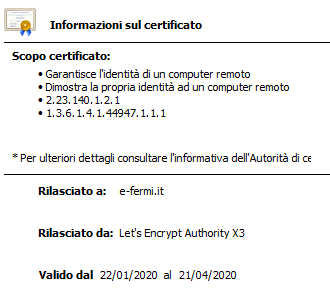 Informazioni sul certificato
Scopo certificato:
• Garantisce l'identità di un computer remoto
• Dimostra la propria identità ad un computer remoto
• 2.23.140.1.2.1
• 1.3.6.1.4.1.44947.1.1.1
* Per ulteriori dettagli consultare l'informativa dell'Autorità di ce
Rilasciato a: e-fermi.it
Rilasciato da: Let's Encrypt Authority X3
Valido dal 22/01/2020 al 21/04/2020